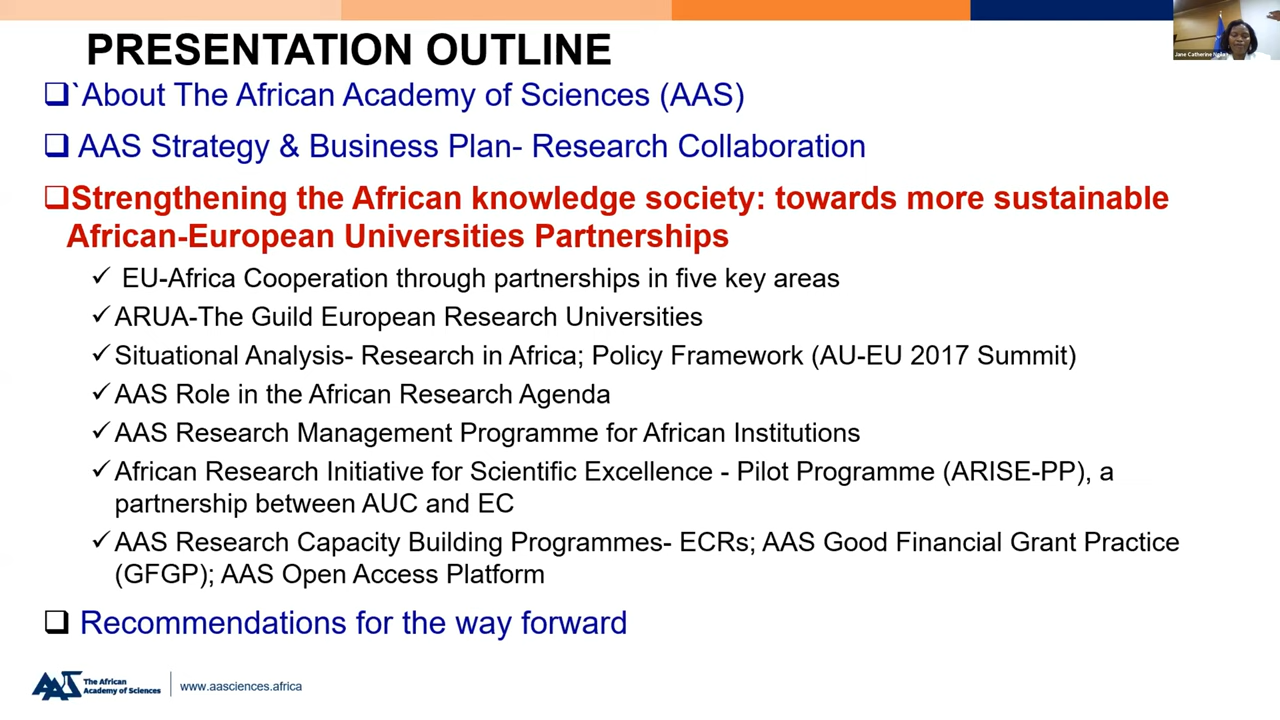 PRESENTATION OUTLINE
`About The African Academy of Sciences (AAS)
AAS Strategy & Business Plan- Research Collaboration
Strengthening the African knowledge society: towards more sustainable
African-European Universities Partnerships
EU-Africa Cooperation through partnerships in five key areas
ARUA-The Guild European Research Universities
Situational Analysis- Research in Africa; Policy Framework (AU-EU 2017 Summit)
AAS Role in the African Research Agenda
AAS Research Management Programme for African Institutions
African Research Initiative for Scientific Excellence - Pilot Programme (ARISE-PP), a
partnership between AUC and EC
AAS Research Capacity Building Programmes- ECRs; AAS Good Financial Grant Practice
(GFGP); AAS Open Access Platform
Recommendations for the way forward
AAS
The African
Academy of Sciences
www.aasciences.africa
Jane Catherine